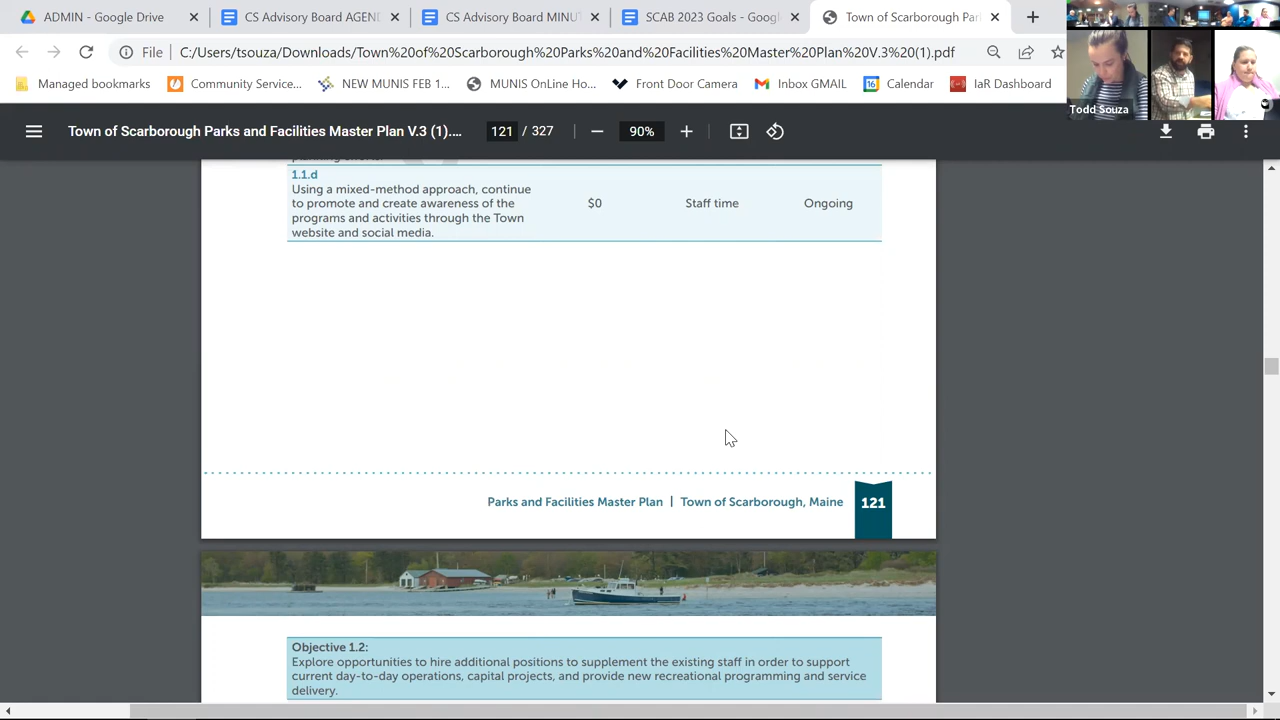 ADMIN - Google Drive
CS Advisory Board AGE
CS Advisory Board
SCAB 2023 Goals - Googl
Town of Scarborough Par
File
C:/Users/tsouza/Downloads/Town%20of%20Scarborough%20Parks%20and%20Facilities%20Master%20Plan%20V.3%20(1).pdf
Managed bookmarks
Community Service...
NEW MUNIS FEB 1...
MUNIS Online Ho...
Front Door Camera
Inbox GMAIL
16 Calendar
IaR Dashboard
Todd Souza
Town of Scarborough Parks and Facilities Master Plan V.3 (1)....
121 / 327
90%
1.1.d
Using a mixed-method approach, continue
to promote and create awareness of the
programs and activities through the Town
website and social media.
$0
Staff time
Ongoing
Parks and Facilities Master Plan | Town of Scarborough, Maine
121
Objective 1.2:
Explore opportunities to hire additional positions to supplement the existing staff in order to support
current day-to-day operations, capital projects, and provide new recreational programming and service
delivery.